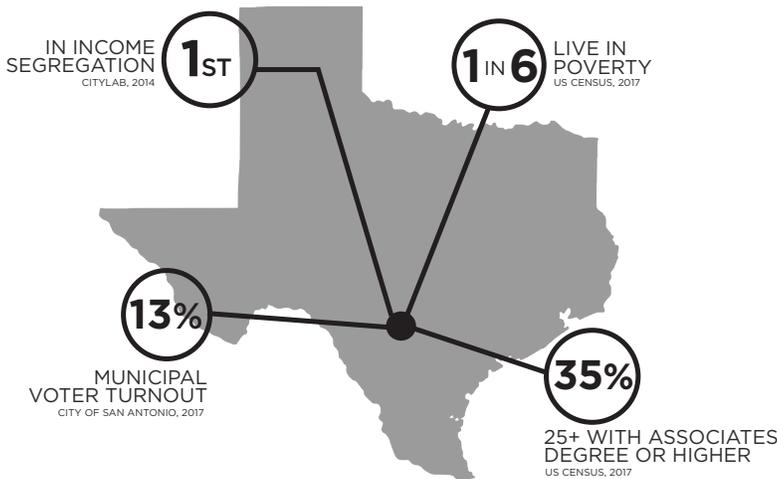 IN INCOME
SEGREGATION
CITYLAB, 2014
1ST
1 IN 6
LIVE IN
POVERTY
US CENSUS, 2017
13%
MUNICIPAL
VOTER TURNOUT
CITY OF SAN ANTONIO, 2017
35%
25+ WITH ASSOCIATES
DEGREE OR HIGHER
US CENSUS, 2017